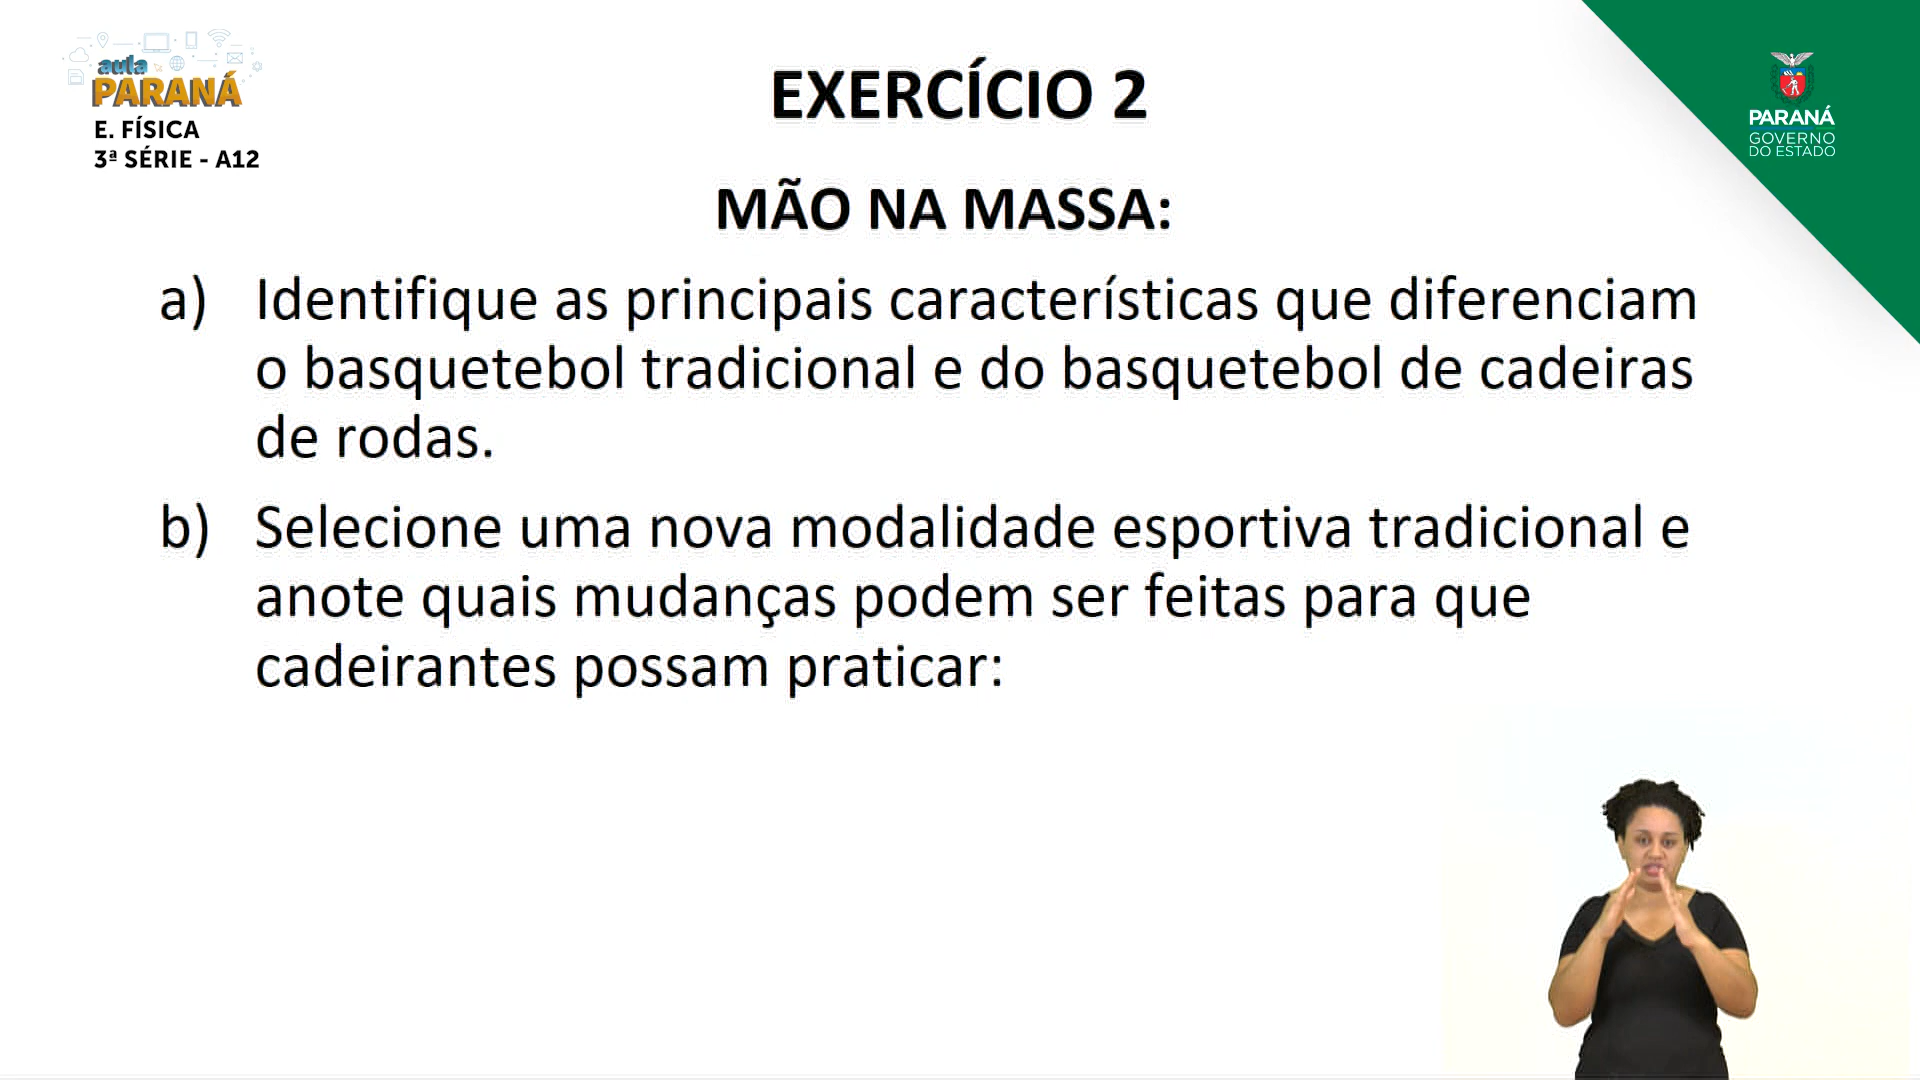 aula
PARANÁ
E. FÍSICA
3ª SÉRIE - A12
PARANÁ
GOVERNO
DO ESTADO
EXERCÍCIO 2
MÃO NA MASSA:
a) Identifique as principais características que diferenciam
o basquetebol tradicional e do basquetebol de cadeiras
de rodas.
b) Selecione uma nova modalidade esportiva tradicional e
anote quais mudanças podem ser feitas para que
cadeirantes possam praticar: